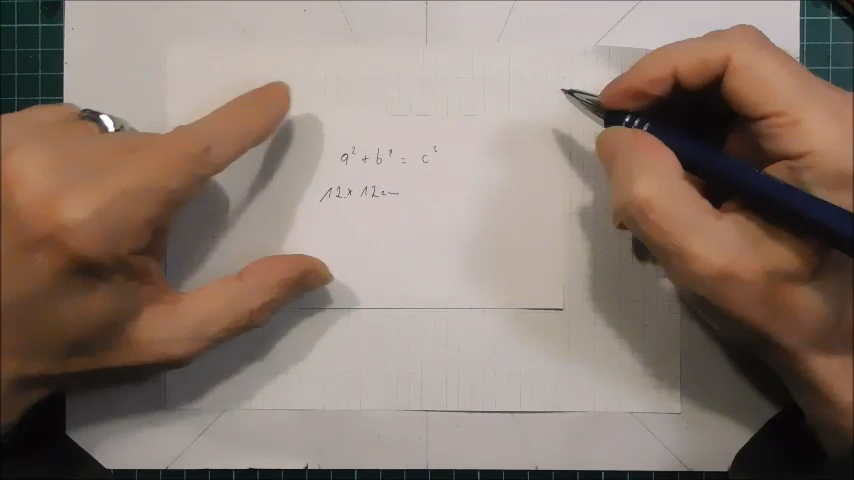 a² + b² = c²
12 x 12cm